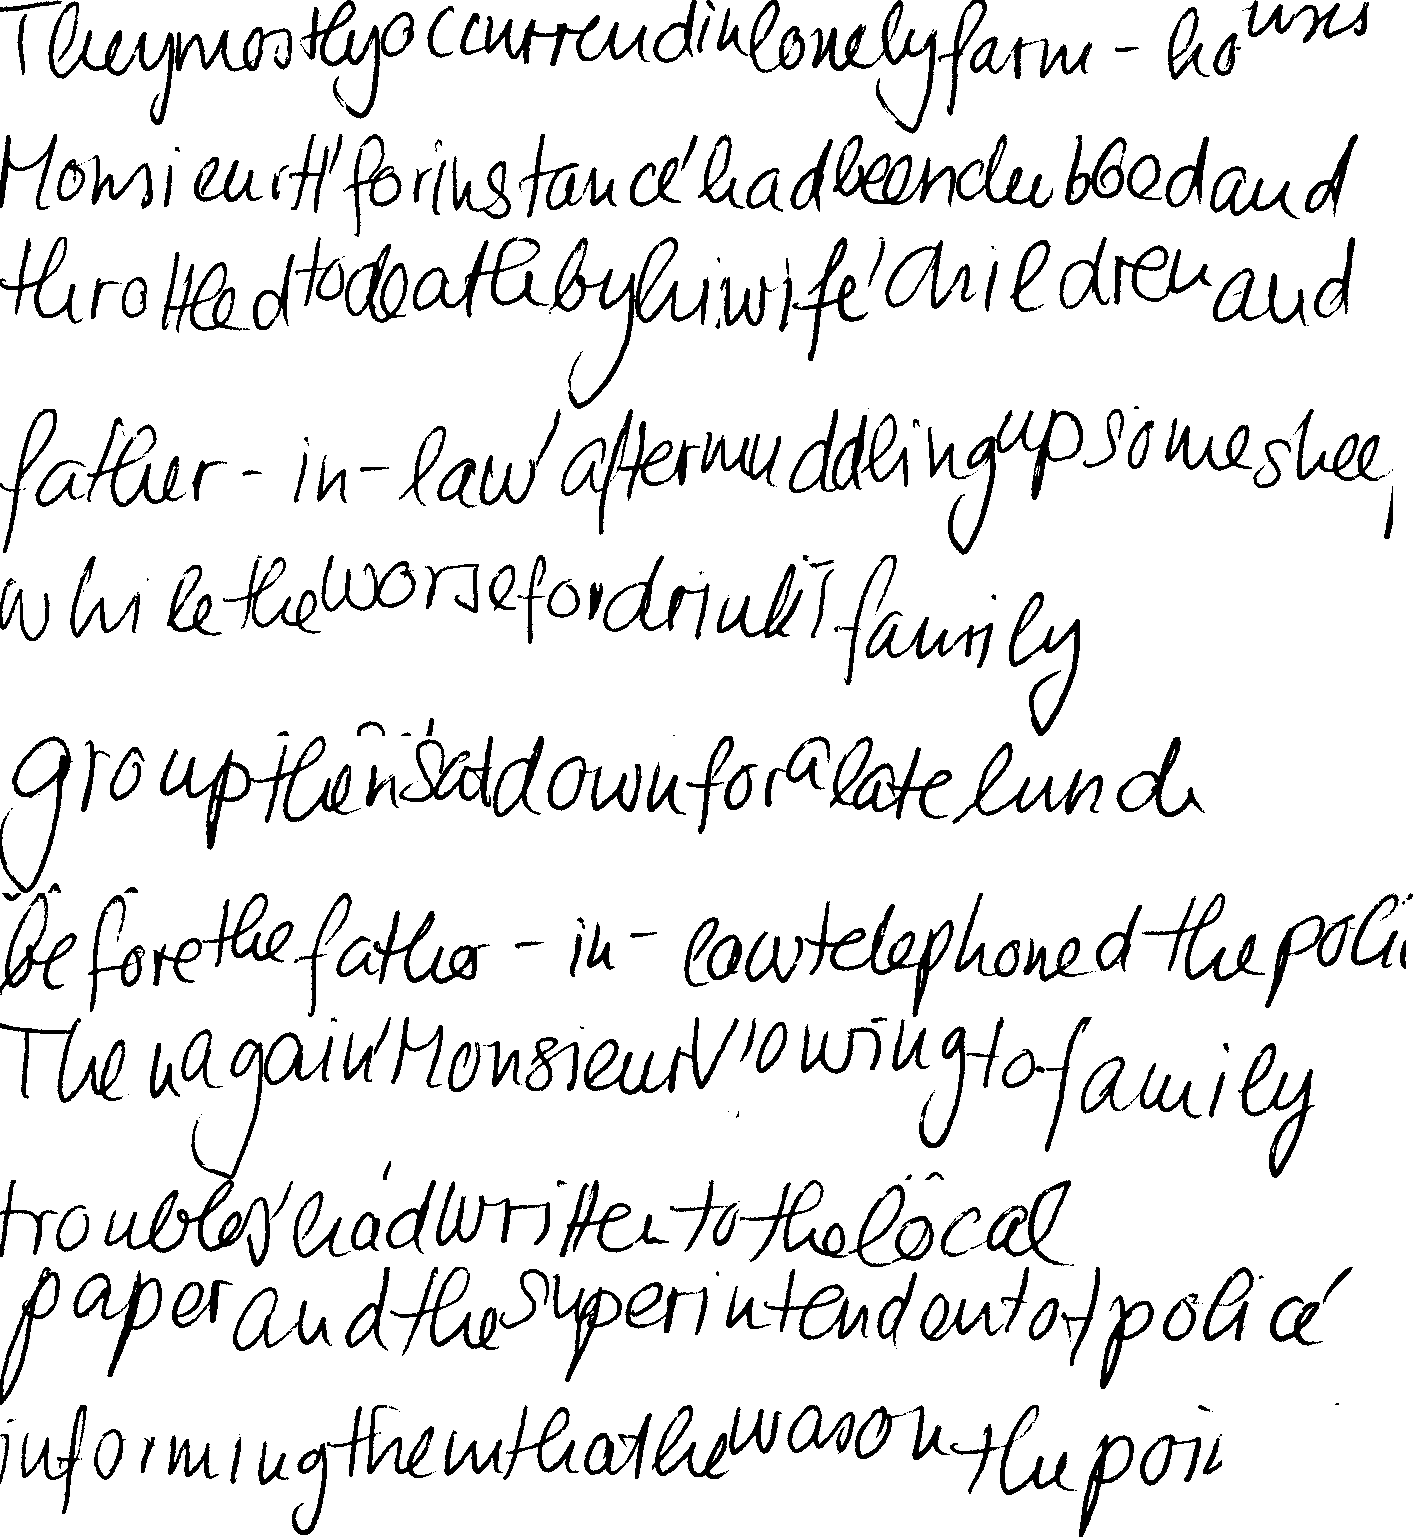 They mostly occurred in lonely farm - houses
Monsieur H' for instance' had been clubbed and
throttled to death by hi wife' children and
father - in - law' after muddling up some sheep
while the worse for drink' family
group then sat down for a late lunch
before the father - in - law telephoned the poli
Then again' Monsieur V' owing to family
troubles' had written to the local
paper and the superintendent of police'
informing them that he was on the poi